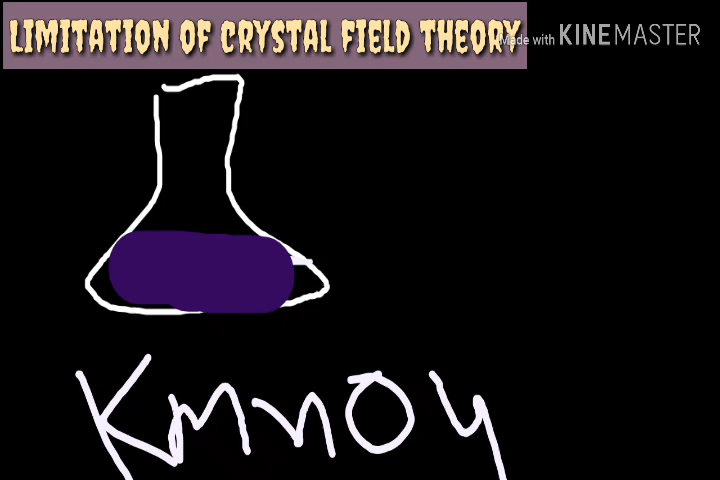 LIMITATION OF CRYSTAL FIELD THEORY
Made with KINEMASTER
KMnO4